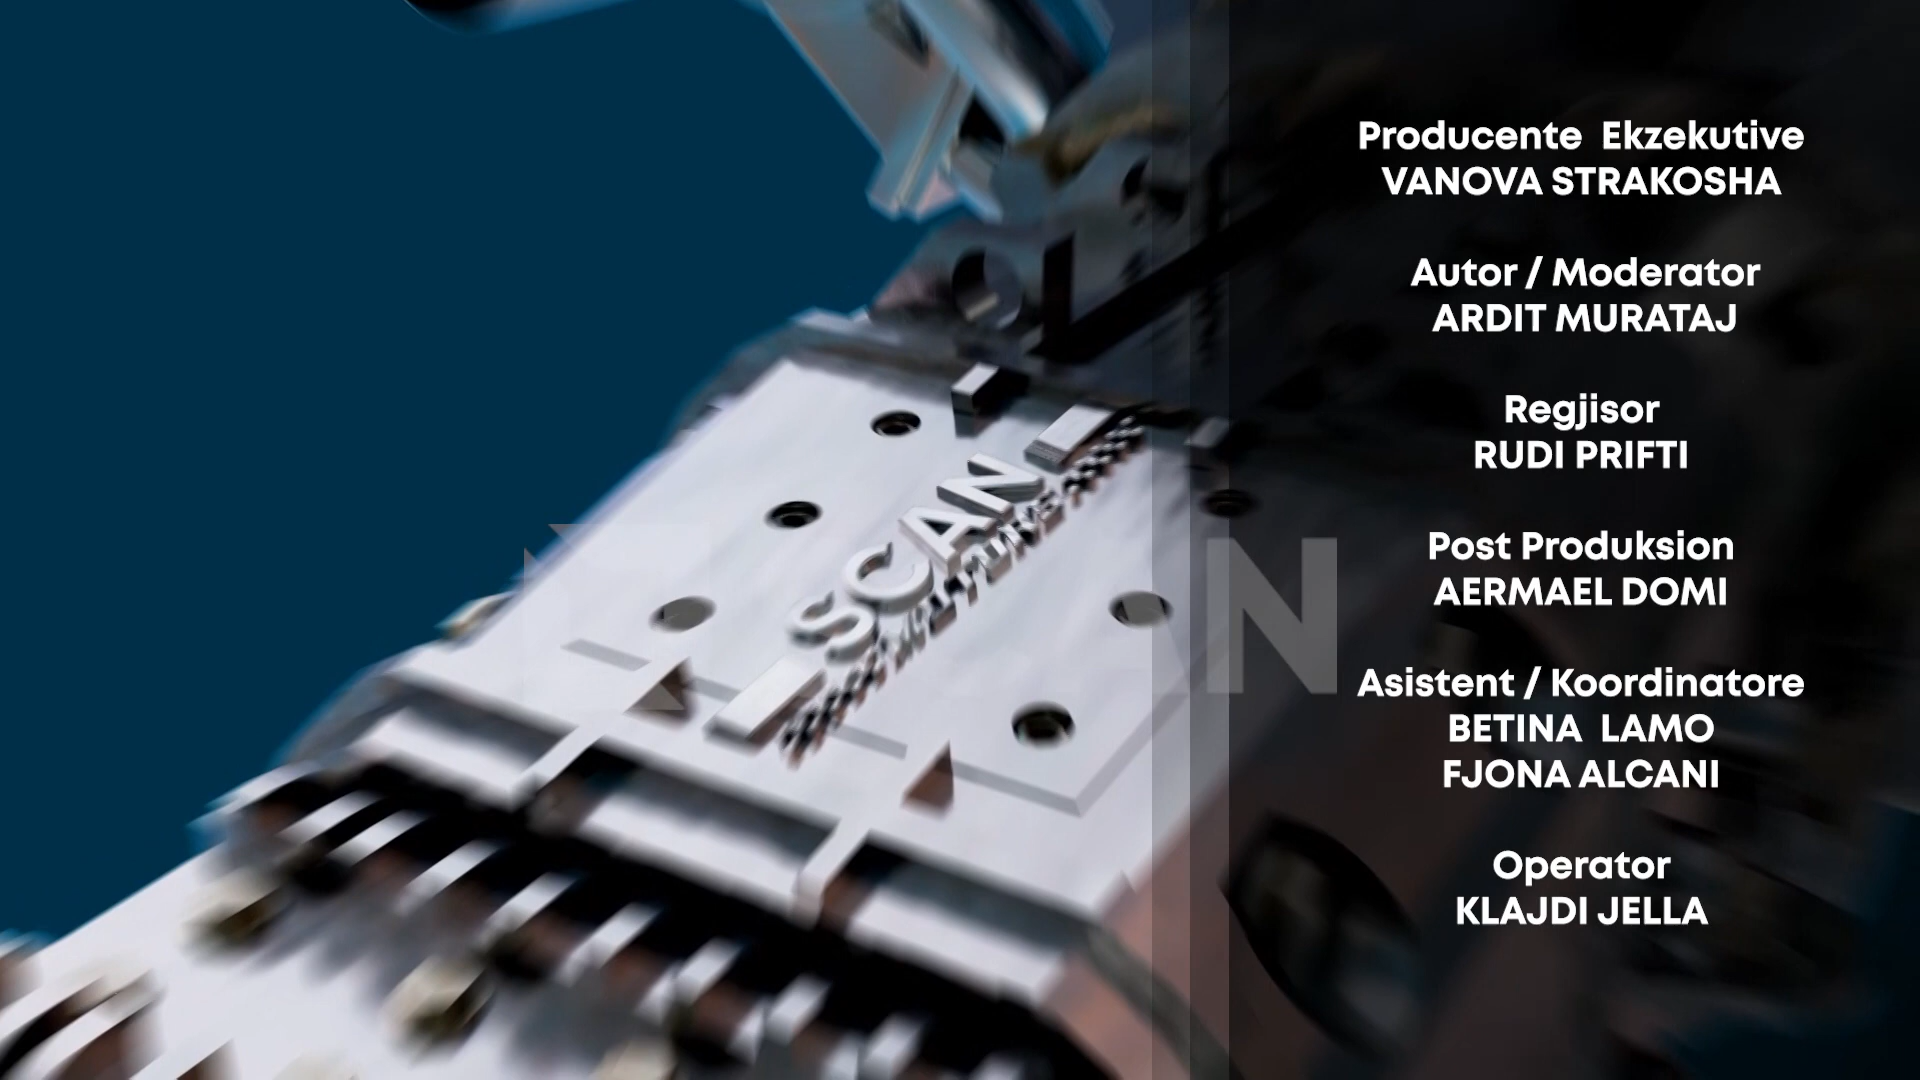 Producente Ekzekutive
VANOVA STRAKOSHA
Autor / Moderator
ARDIT MURATAJ
Regjisor
RUDI PRIFTI
Post Produksion
AERMAEL DOMI
Asistent / Koordinatore
BETINA LAMO
FJONA ALCANI
Operator
KLAJDI JELLA
SCAN